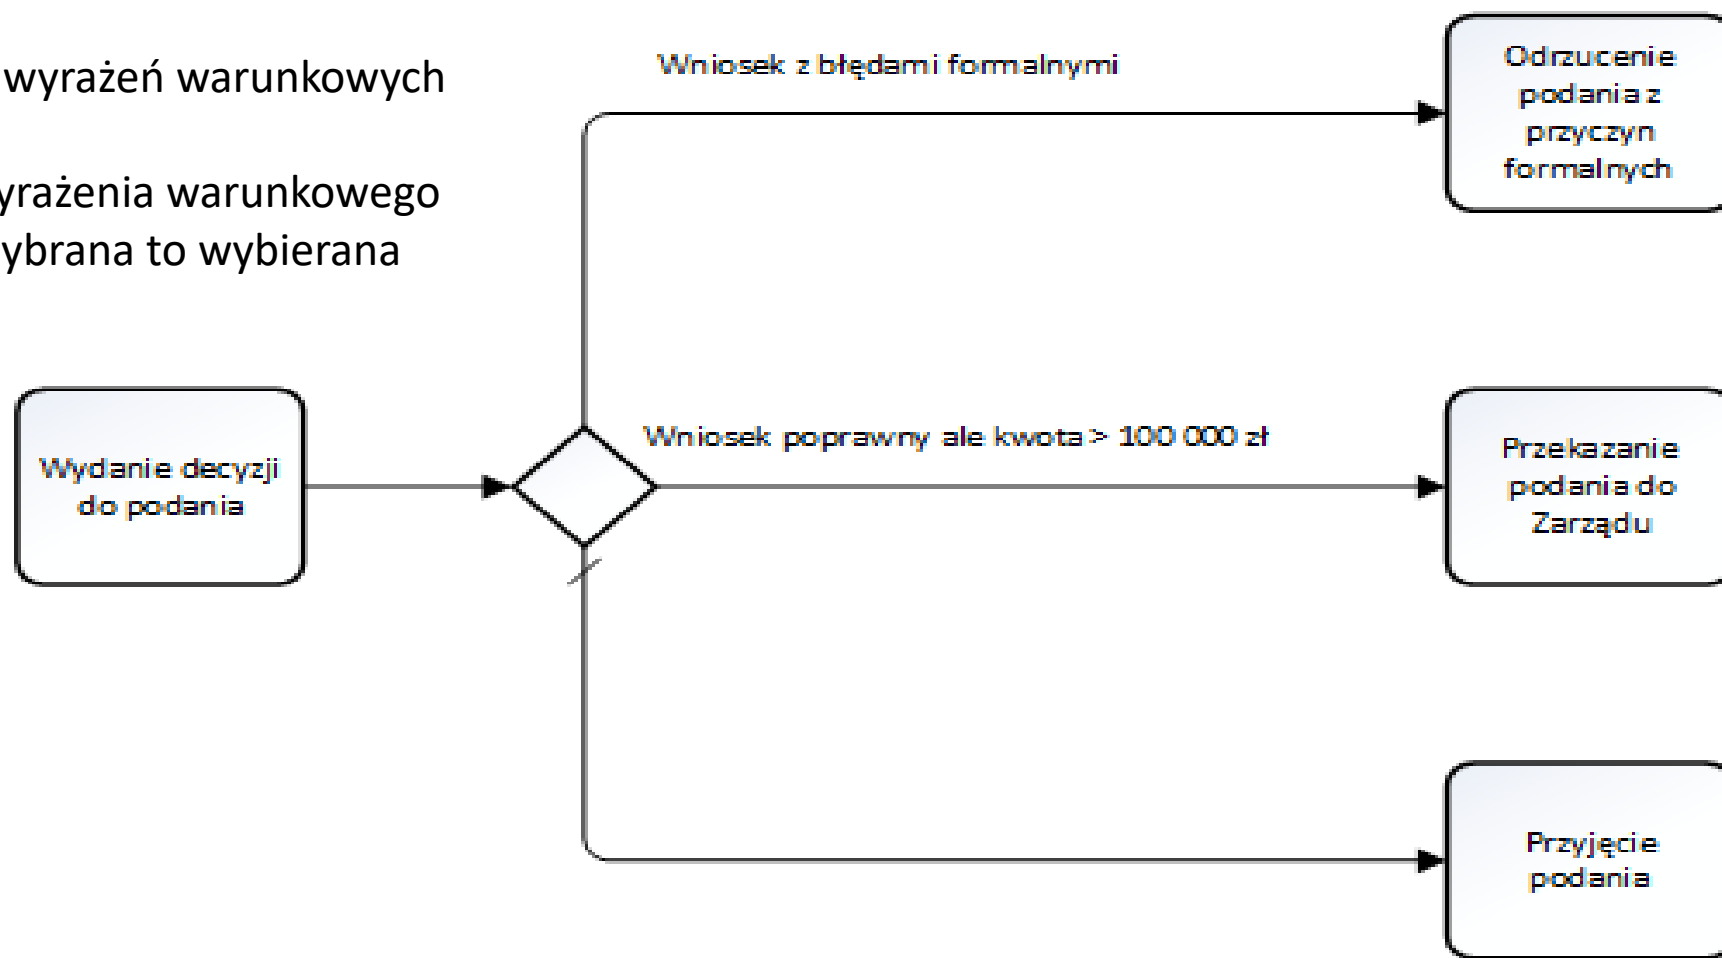 wyrażeń warunkowych
yrażenia warunkowego
ybrana to wybierana
Wniosek z błędami formalnymi
Odrzucenie
podania z
przyczyn
formalnych
Wydanie decyzji
do podania
Wniosek poprawny ale kwota > 100 000 zł
Przekazanie
podania do
Zarządu
Przyjęcie
podania